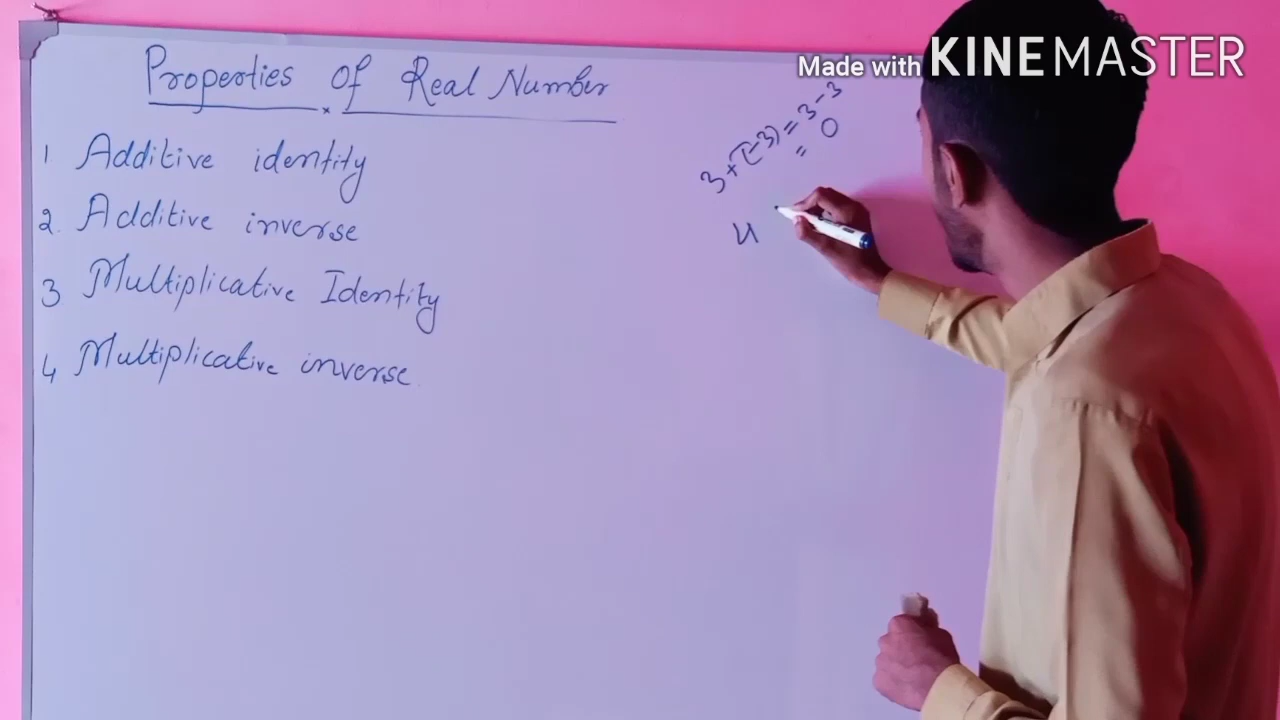 Properties Of Real Number
1 Additive identity
2. Additive inverse
3 Multiplicative Identity
4 Multiplicative inverse.
3+(-3) = 3-3
= 0
Made with KINEMASTER